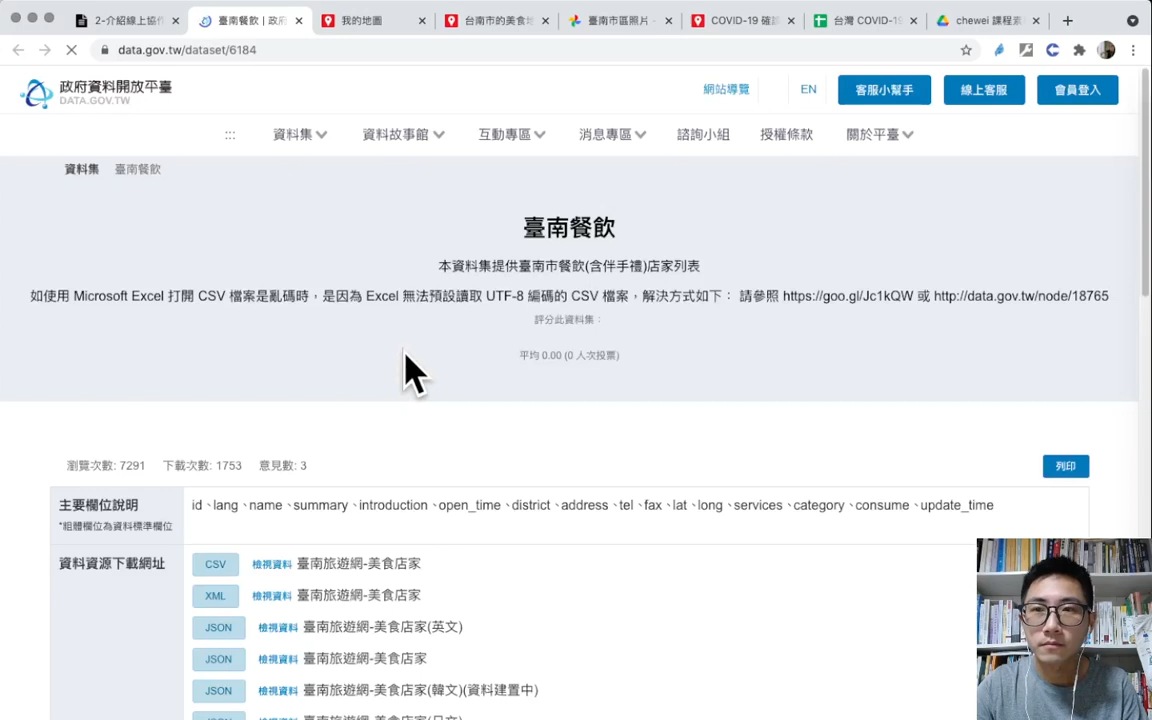 2-介紹線上協作
臺南餐飲 | 政府
我的地圖
台南市的美食地
臺南市區照片 -
COVID-19 確診
台灣 COVID-19
chewei 課程索
data.gov.tw/dataset/6184
政府資料開放平臺
DATA.GOV.TW
網站導覽
EN
客服小幫手
線上客服
會員登入
:::
資料集
資料故事館
互動專區
消息專區
諮詢小組
授權條款
關於平臺
資料集 臺南餐飲
臺南餐飲
本資料集提供臺南市餐飲(含伴手禮)店家列表
如使用 Microsoft Excel 打開 CSV 檔案是亂碼時，是因為 Excel 無法預設讀取 UTF-8 編碼的 CSV 檔案，解決方式如下： 請參照 https://goo.gl/Jc1kQW 或 http://data.gov.tw/node/18765
評分此資料集：
平均 0.00 (0 人次投票)
瀏覽次數: 7291 下載次數: 1753 意見數: 3
列印
主要欄位說明
*粗體欄位為資料標準欄位
id、lang、name、summary、introduction、open_time、district、address、tel、fax、lat、long、services、category、consume、update_time
資料資源下載網址
CSV 檢視資料 臺南旅遊網-美食店家
XML 檢視資料 臺南旅遊網-美食店家
JSON 檢視資料 臺南旅遊網-美食店家(英文)
JSON 檢視資料 臺南旅遊網-美食店家
JSON 檢視資料 臺南旅遊網-美食店家(韓文)(資料建置中)
JSON 檢視資料 臺南旅遊網-美食店家(日文)